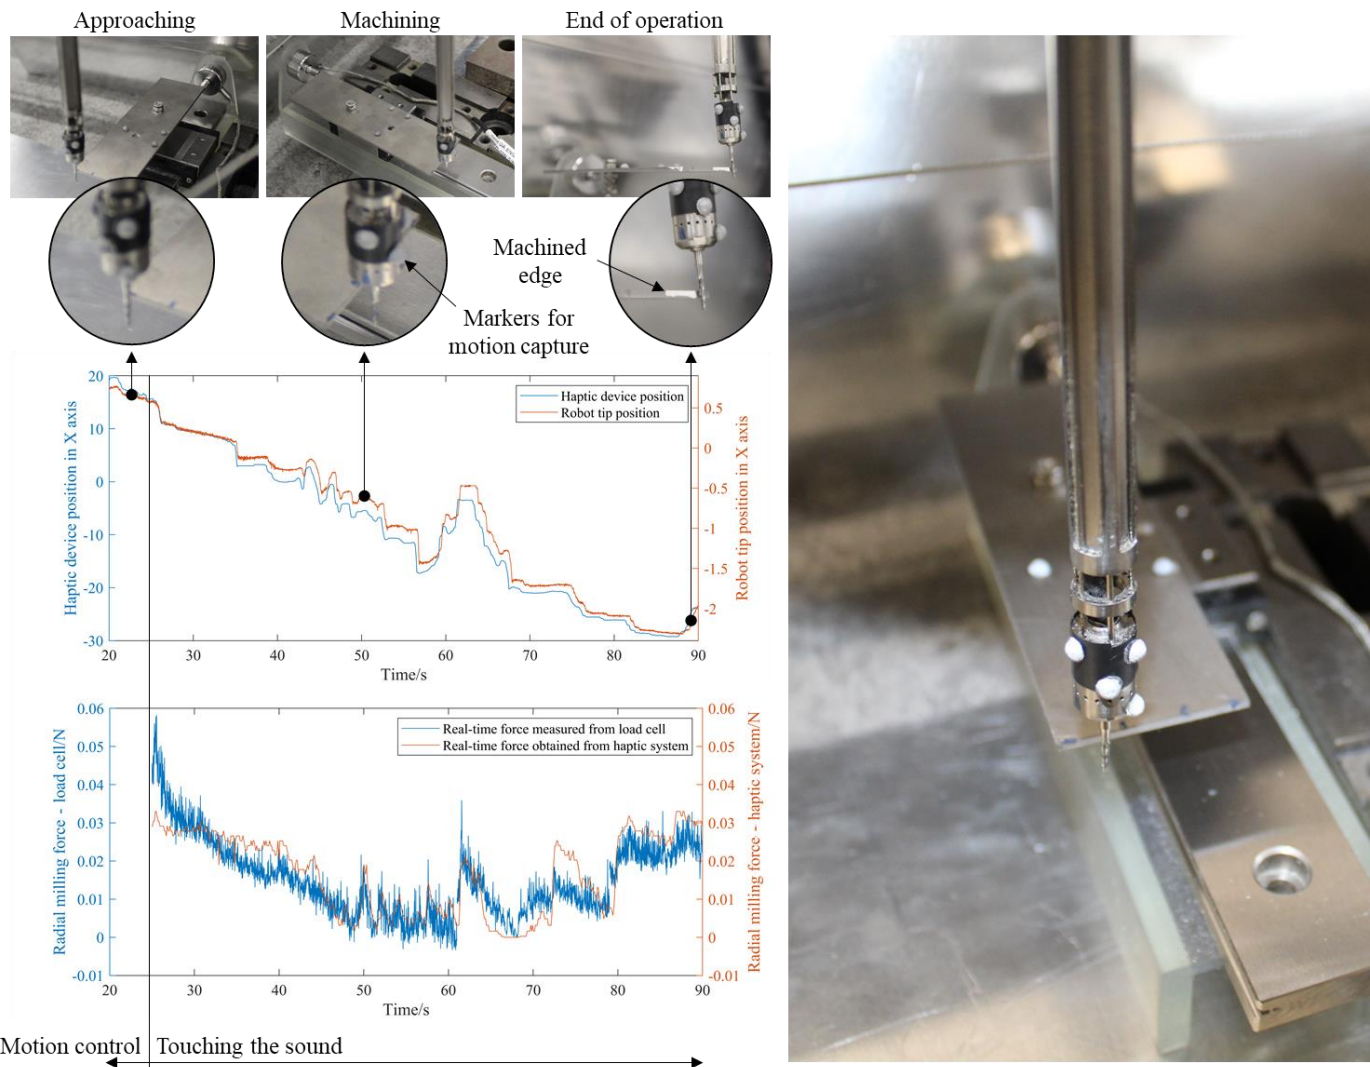 Approaching
Machining
End of operation
Machined
edge
Markers for
motion capture
Haptic device position in X axis
20
10
0
-10
-20
-30
Haptic device position
Robot tip position
0.5
0
-0.5
-1
-1.5
-2
Robot tip position in X axis
20 30 40 50 60 70 80 90
Time/s
Radial milling force - load cell/N
0.06
0.05
0.04
0.03
0.02
0.01
0
-0.01
Real-time force measured from load cell
Real-time force obtained from haptic system
0.06
0.05
0.04
0.03
0.02
0.01
0
-0.01
Radial milling force - haptic system/N
20 30 40 50 60 70 80 90
Time/s
Motion control
Touching the sound